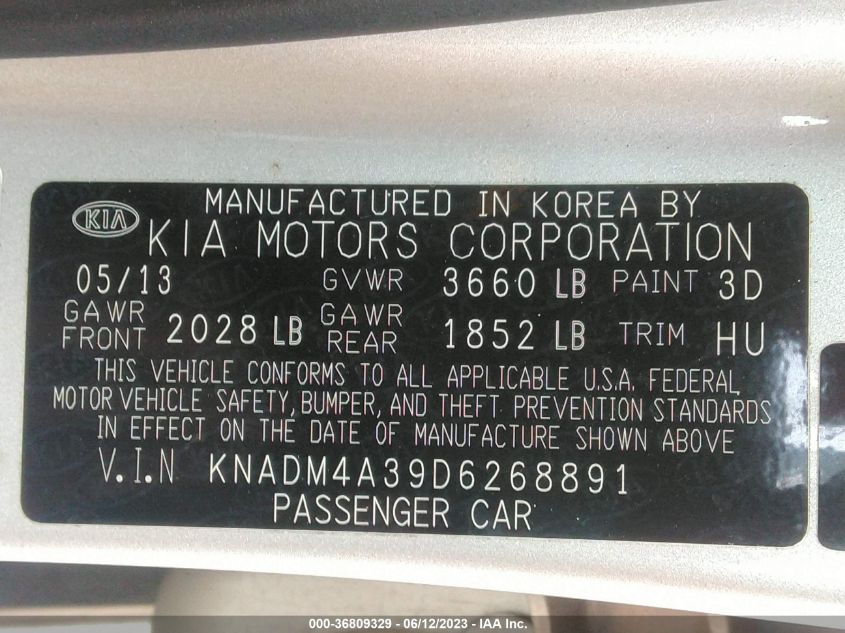 MANUFACTURED IN KOREA BY
KIA KIA MOTORS CORPORATION
05/13 GVWR 3660 LB PAINT 3D
GAWR FRONT 2028 LB GAWR REAR 1852 LB TRIM HU
THIS VEHICLE CONFORMS TO ALL APPLICABLE U.S.A. FEDERAL
MOTOR VEHICLE SAFETY, BUMPER, AND THEFT PREVENTION STANDARDS
IN EFFECT ON THE DATE OF MANUFACTURE SHOWN ABOVE
V.I.N KNADM4A39D6268891
PASSENGER CAR
000-36809329 - 06/12/2023 - IAA Inc.